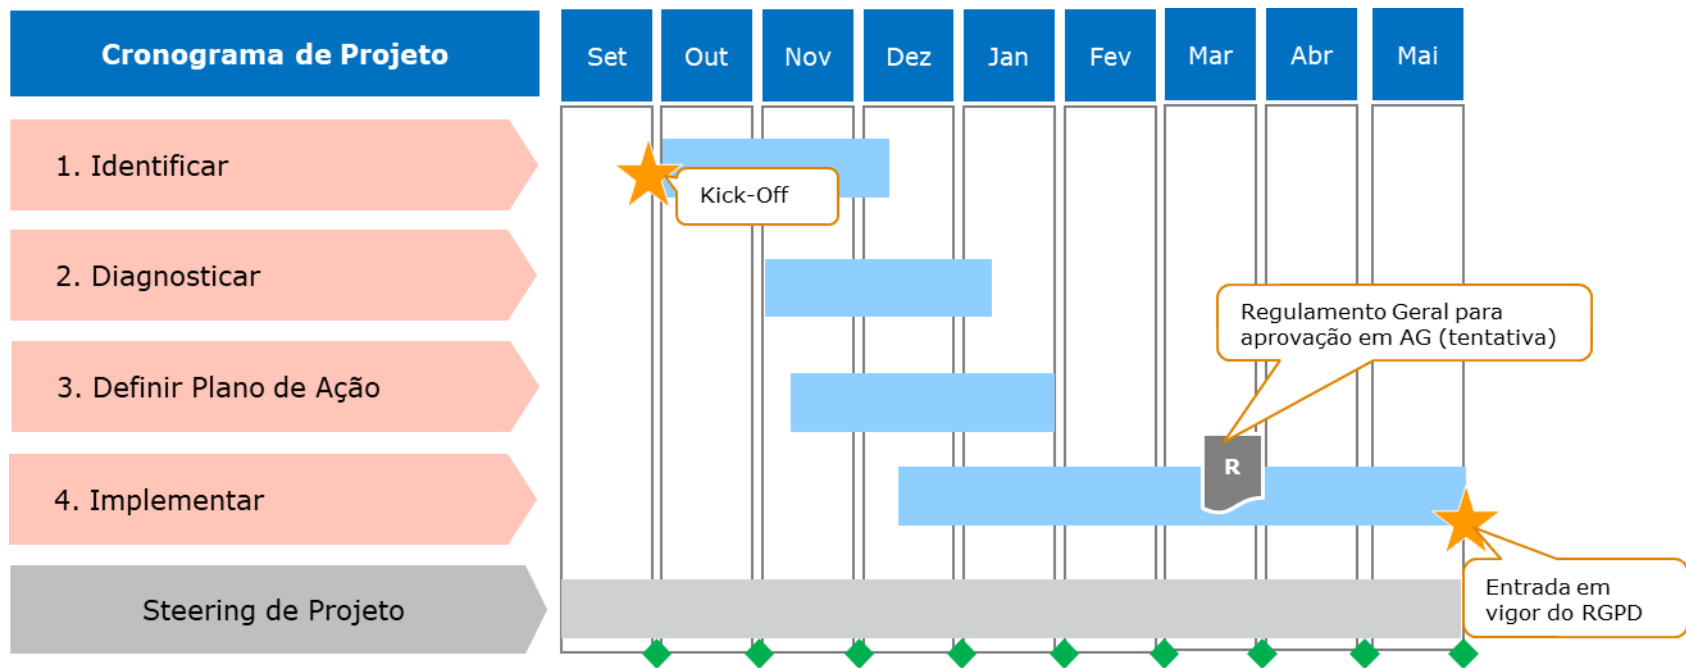 Cronograma de Projeto
Set
Out
Nov
Dez
Jan
Fev
Mar
Abr
Mai
1. Identificar
Kick-Off
2. Diagnosticar
Regulamento Geral para
aprovação em AG (tentativa)
3. Definir Plano de Ação
R
4. Implementar
Entrada em
vigor do RGPD
Steering de Projeto